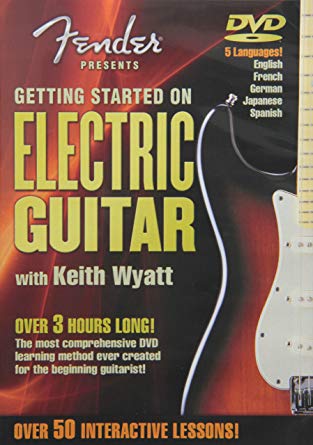 Fender
PRESENTS
DVD
5 Languages!
English
French
German
Japanese
Spanish
GETTING STARTED ON
ELECTRIC
GUITAR
with Keith Wyatt
OVER 3 HOURS LONG!
The most comprehensive DVD
learning method ever created
for the beginning guitarist!
OVER 50 INTERACTIVE LESSONS!